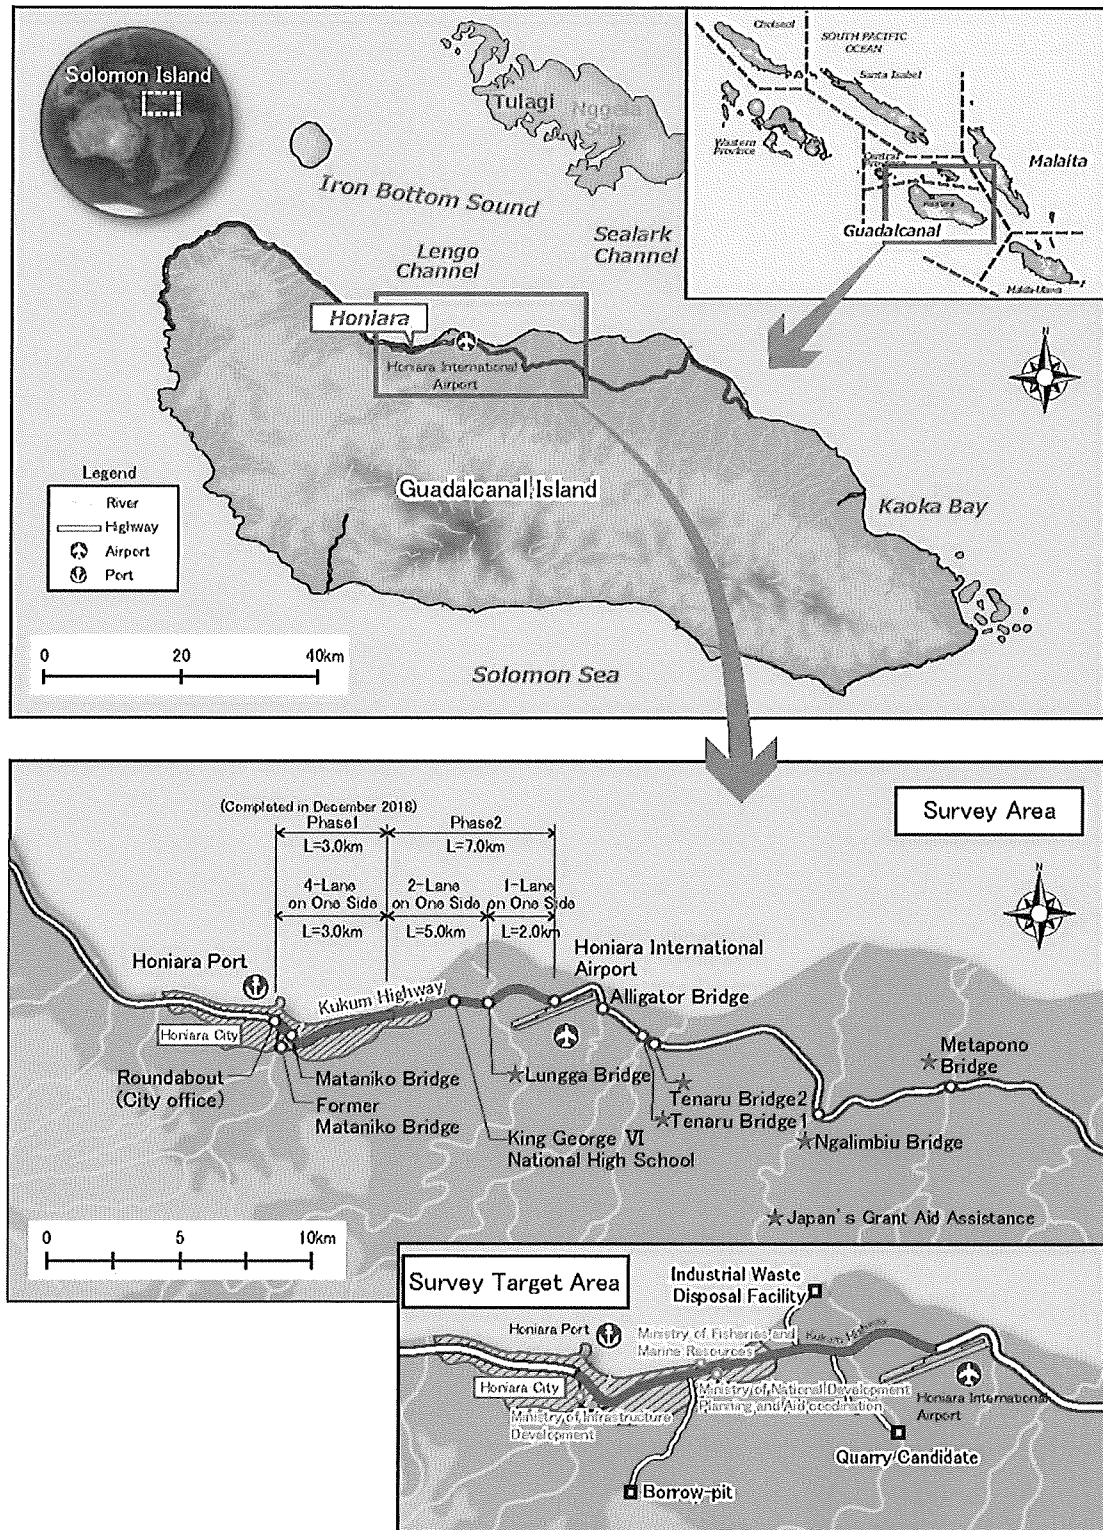 Solomon Island
Tulagi
Iron Bottom Sound
Lengo
Channel
Sealark
Channel
Honiara
Honiara International
Airport
Guadalcanal Island
Kaoka Bay
Solomon Sea
Legend
River
Highway
Airport
Port
0 20 40km
Choiseul
SOUTH PACIFIC
OCEAN
Santa Isabel
Western
Province
Central
Province
Malaita
Honiara
Guadalcanal
Survey Area
(Completed in December 2018)
Phase1
L=3.0km
Phase2
L=7.0km
4-Lane
on One Side
L=3.0km
2-Lane
on One Side
L=5.0km
1-Lane
on One Side
L=2.0km
Honiara Port
Honiara International
Airport
Kukum Highway
Alligator Bridge
Honiara City
Metapono
Bridge
Roundabout
(City office)
Mataniko Bridge
Former
Mataniko Bridge
Lungga Bridge
Tenaru Bridge2
Tenaru Bridge1
King George VI
National High School
Ngalimbiu Bridge
Japan's Grant Aid Assistance
0 5 10km
Survey Target Area
Industrial Waste
Disposal Facility
Honiara Port
Ministry of Fisheries and
Marine Resources
Kukum Highway
Honiara City
Ministry of National Development
Planning and Aid cordination
Ministry of Infrastructure
Development
Honiara International
Airport
Quarry Candidate
Borrow-pit